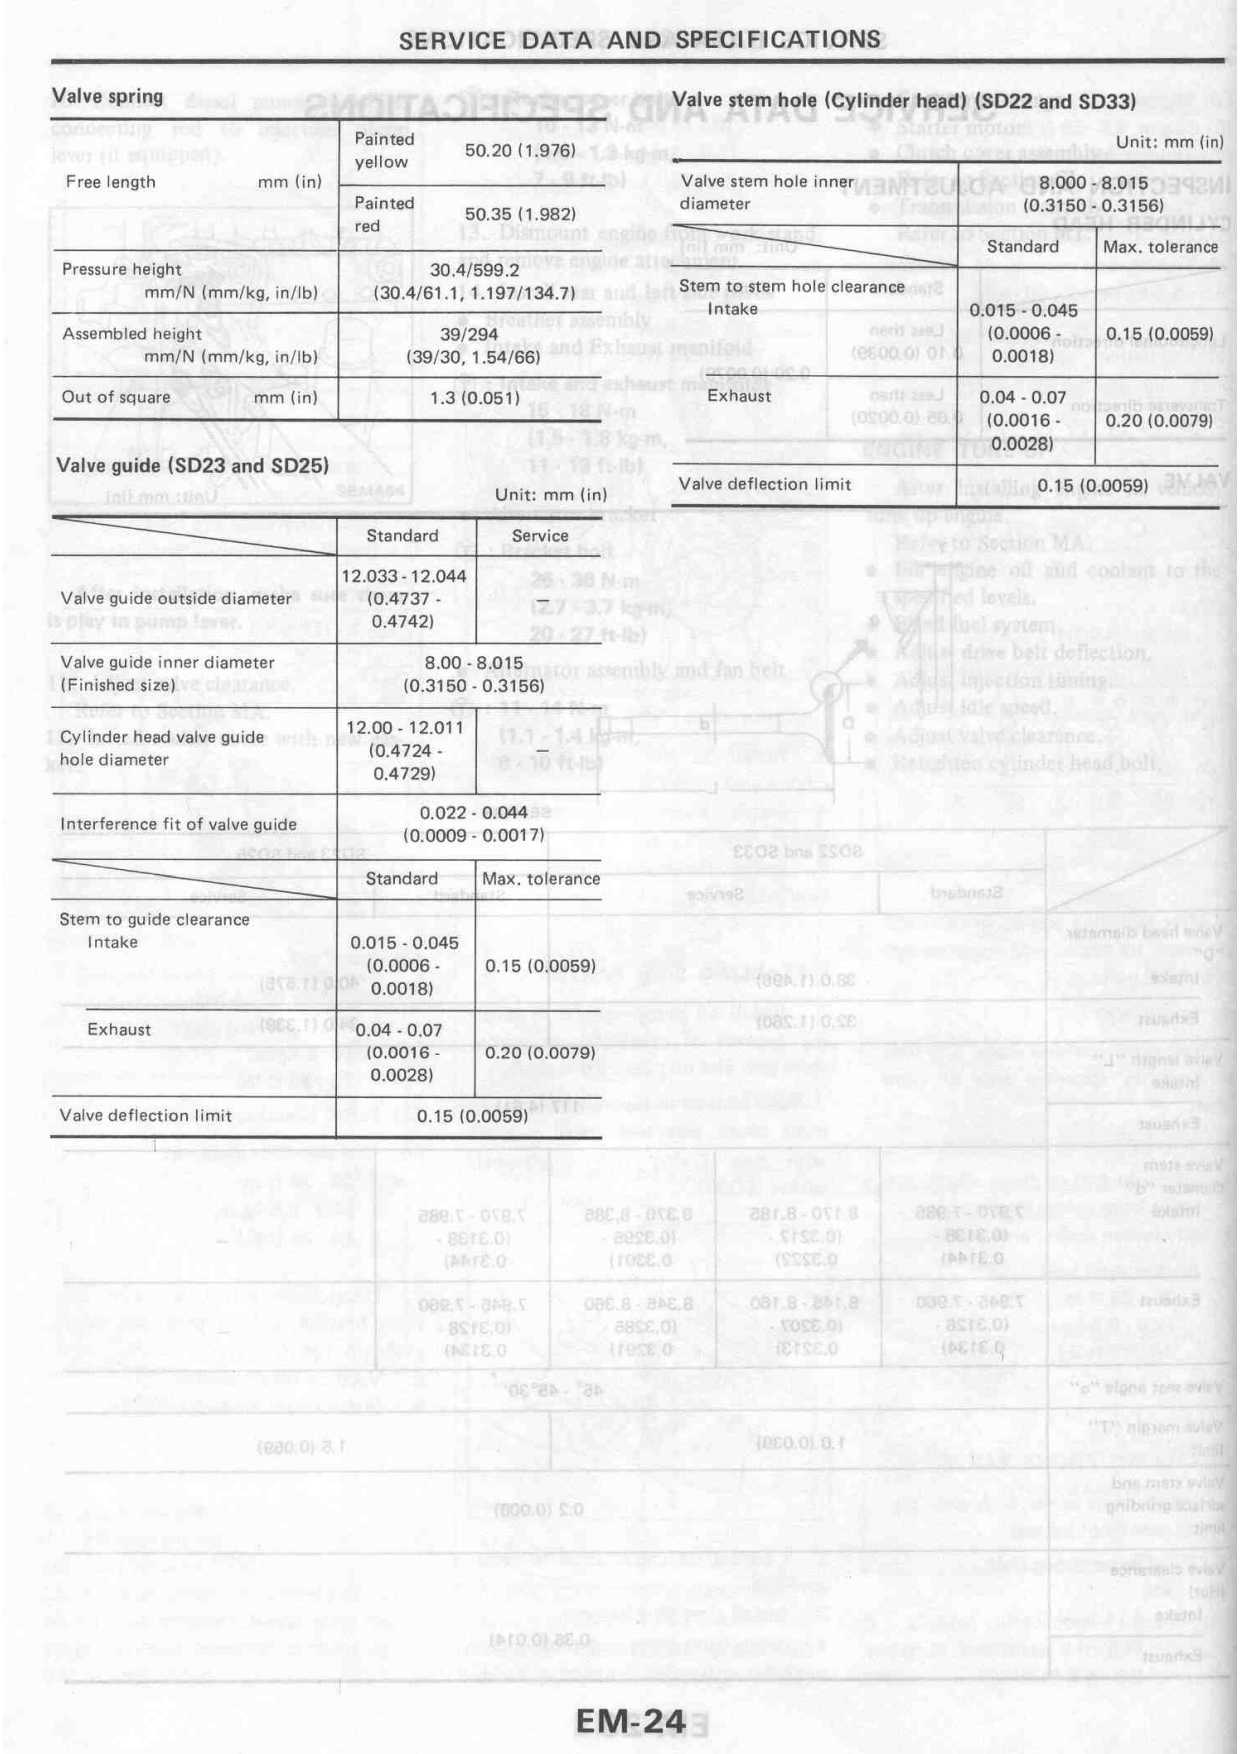 SERVICE DATA AND SPECIFICATIONS
Valve spring
Free length mm (in)
Painted yellow 50.20 (1.976)
Painted red 50.35 (1.982)
Pressure height
mm/N (mm/kg, in/lb)
30.4/599.2
(30.4/61.1, 1.197/134.7)
Assembled height
mm/N (mm/kg, in/lb)
39/294
(39/30, 1.54/66)
Out of square mm (in) 1.3 (0.051)
Valve guide (SD23 and SD25)
Unit: mm (in)
Standard Service
Valve guide outside diameter
12.033 - 12.044
(0.4737 -
0.4742)
–
Valve guide inner diameter
(Finished size)
8.00 - 8.015
(0.3150 - 0.3156)
Cylinder head valve guide
hole diameter
12.00 - 12.011
(0.4724 -
0.4729)
–
Interference fit of valve guide
0.022 - 0.044
(0.0009 - 0.0017)
Standard Max. tolerance
Stem to guide clearance
Intake
0.015 - 0.045
(0.0006 -
0.0018)
0.15 (0.0059)
Exhaust
0.04 - 0.07
(0.0016 -
0.0028)
0.20 (0.0079)
Valve deflection limit 0.15 (0.0059)
Valve stem hole (Cylinder head) (SD22 and SD33)
Unit: mm (in)
Valve stem hole inner
diameter
8.000 - 8.015
(0.3150 - 0.3156)
Standard Max. tolerance
Stem to stem hole clearance
Intake
0.015 - 0.045
(0.0006 -
0.0018)
0.15 (0.0059)
Exhaust
0.04 - 0.07
(0.0016 -
0.0028)
0.20 (0.0079)
Valve deflection limit 0.15 (0.0059)
EM-24